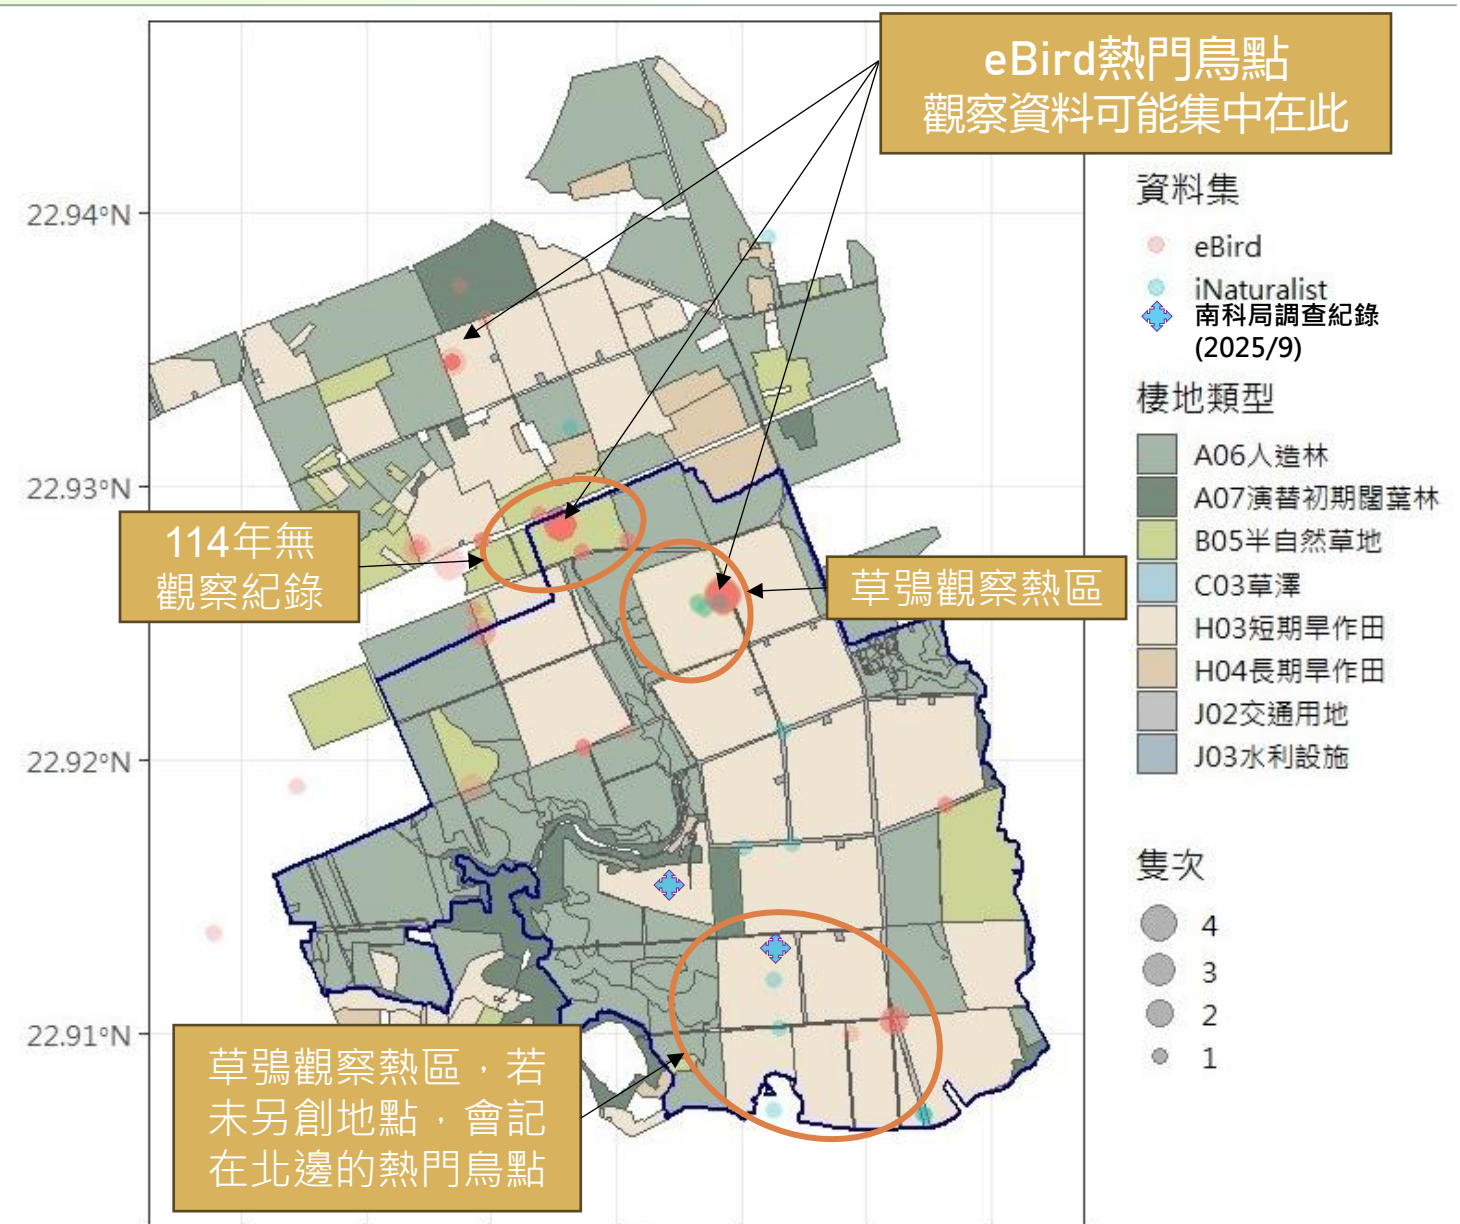 eBird熱門鳥點
觀察資料可能集中在此
資料集
eBird
iNaturalist
南科局調查紀錄
(2025/9)
棲地類型
A06人造林
A07演替初期闊葉林
B05半自然草地
C03草澤
H03短期旱作田
H04長期旱作田
J02交通用地
J03水利設施
隻次
4
3
2
1
22.94°N
22.93°N
22.92°N
22.91°N
114年無
觀察紀錄
草鴞觀察熱區
草鴞觀察熱區，若
未另創地點，會記
在北邊的熱門鳥點